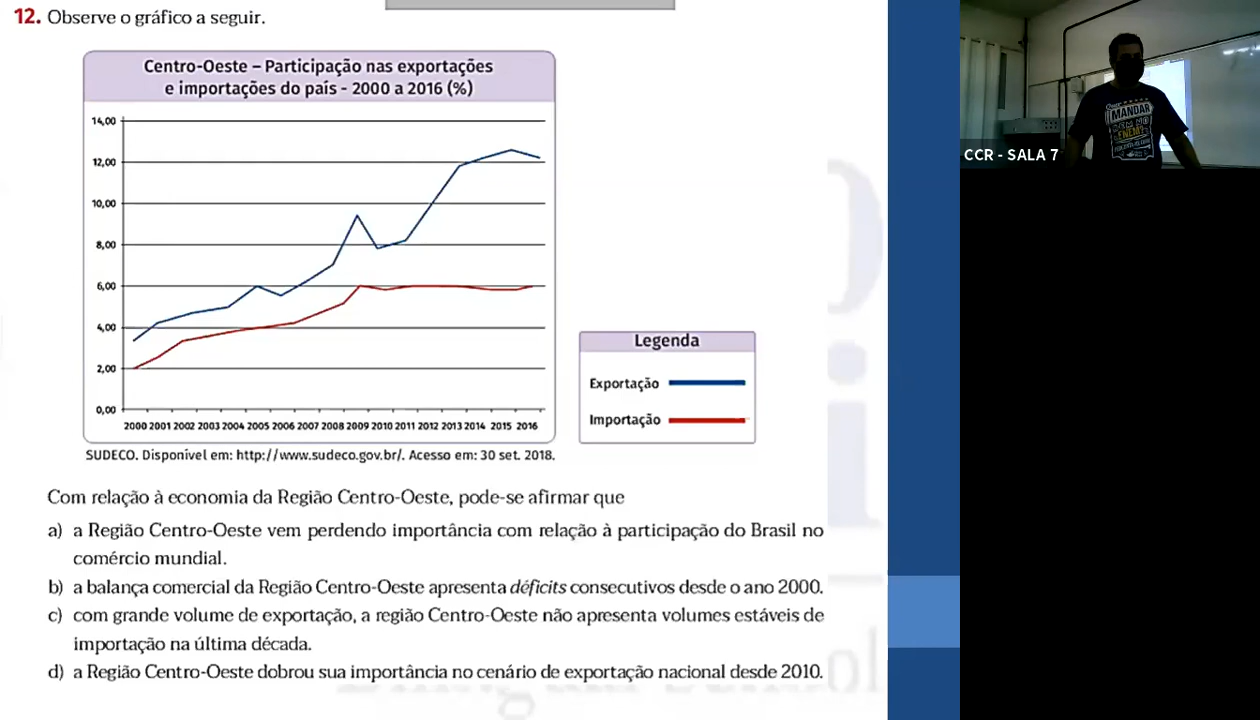 12. Observe o gráfico a seguir.
Centro-Oeste – Participação nas exportações
e importações do país - 2000 a 2016 (%)
14,00
12,00
10,00
8,00
6,00
4,00
2,00
0,00
2000 2001 2002 2003 2004 2005 2006 2007 2008 2009 2010 2011 2012 2013 2014 2015 2016
Legenda
Exportação
Importação
SUDECO. Disponível em: http://www.sudeco.gov.br/. Acesso em: 30 set. 2018.
Com relação à economia da Região Centro-Oeste, pode-se afirmar que
a) a Região Centro-Oeste vem perdendo importância com relação à participação do Brasil no
comércio mundial.
b) a balança comercial da Região Centro-Oeste apresenta déficits consecutivos desde o ano 2000.
c) com grande volume de exportação, a região Centro-Oeste não apresenta volumes estáveis de
importação na última década.
d) a Região Centro-Oeste dobrou sua importância no cenário de exportação nacional desde 2010.
CCR - SALA 7
MANDAR
BEM NO
ENEM